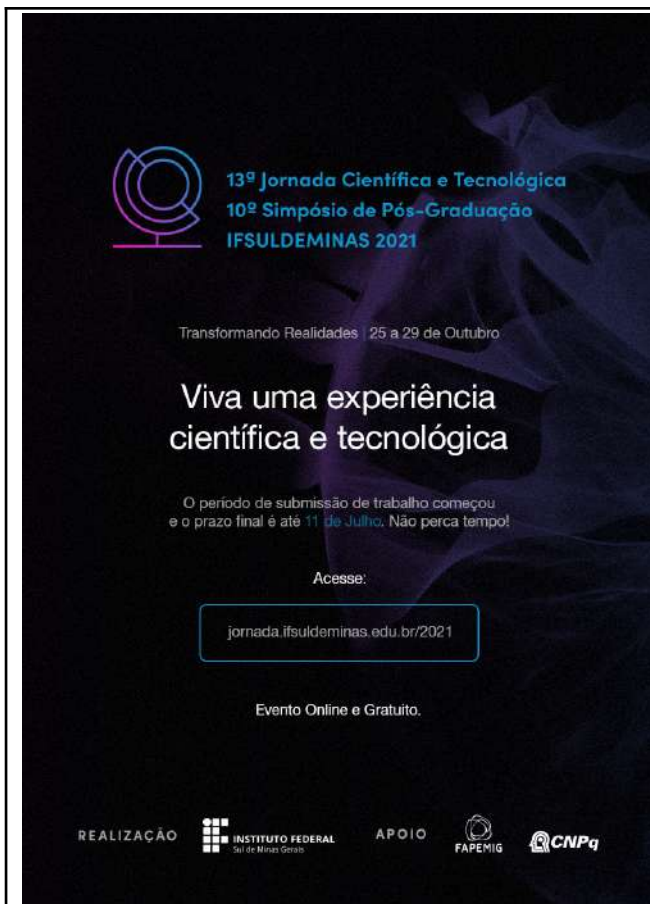 13ª Jornada Científica e Tecnológica
10º Simpósio de Pós-Graduação
IFSULDEMINAS 2021
Transformando Realidades | 25 a 29 de Outubro
Viva uma experiência
científica e tecnológica
O período de submissão de trabalho começou
e o prazo final é até 11 de Julho. Não perca tempo!
Acesse:
jornada.ifsuldeminas.edu.br/2021
Evento Online e Gratuito.
REALIZAÇÃO
INSTITUTO FEDERAL
Sul de Minas Gerais
APOIO
FAPEMIG
CNPq